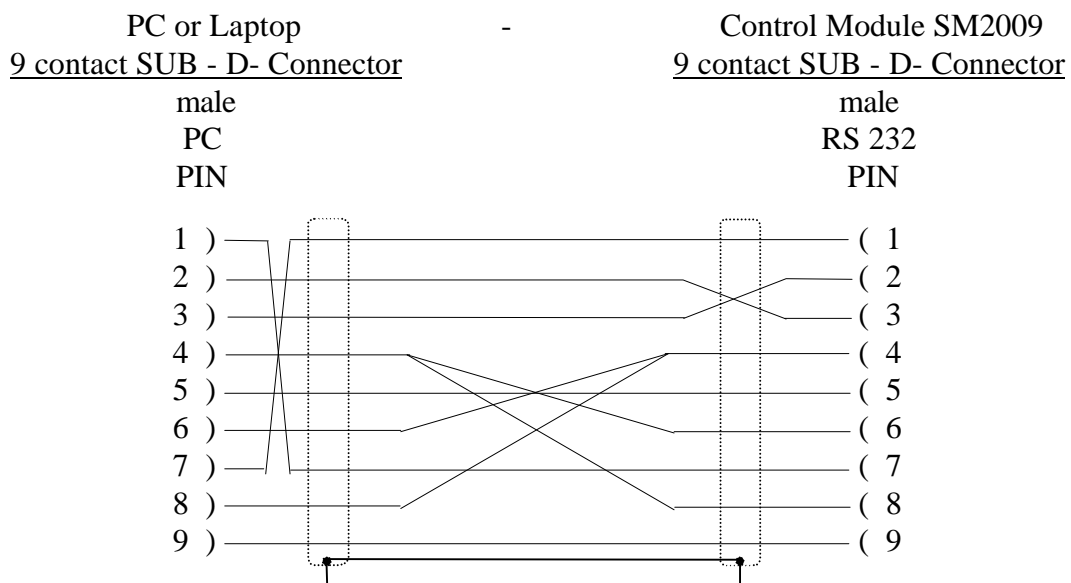 PC or Laptop - Control Module SM2009
9 contact SUB - D- Connector 9 contact SUB - D- Connector
male male
PC RS 232
PIN PIN
1 ) ( 1
2 ) ( 2
3 ) ( 3
4 ) ( 4
5 ) ( 5
6 ) ( 6
7 ) ( 7
8 ) ( 8
9 ) ( 9